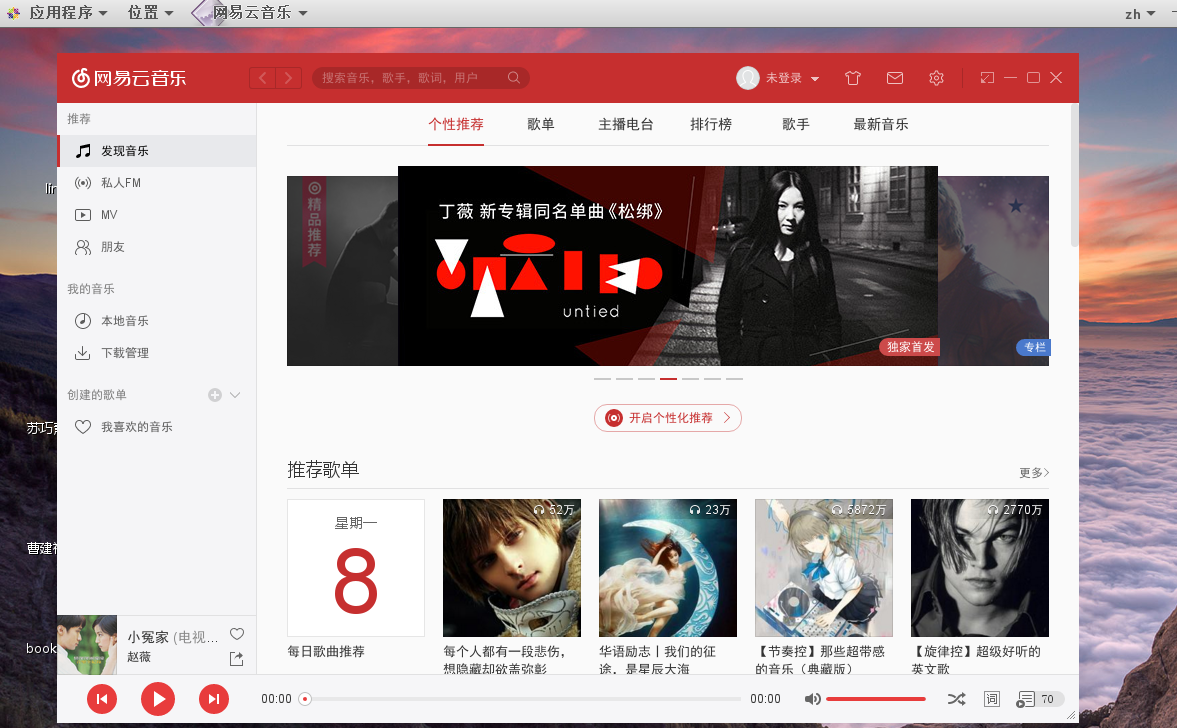 应用程序 位置 网易云音乐 zh
网易云音乐 搜索音乐，歌手，歌词，用户 未登录
推荐
发现音乐
私人FM
MV
朋友
我的音乐
本地音乐
下载管理
创建的歌单
我喜欢的音乐
小冤家 (电视...
赵薇
苏巧
book
个性推荐 歌单 主播电台 排行榜 歌手 最新音乐
精品推荐
丁薇 新专辑同名单曲《松绑》
untied
独家首发
专栏
开启个性化推荐
推荐歌单 更多
星期一
8
52万 23万 5872万 2770万
每日歌曲推荐
每个人都有一段悲伤，
想隐藏却欲盖弥彰
华语励志丨我们的征
途，是星辰大海
【节奏控】那些超带感
的音乐（典藏版）
【旋律控】超级好听的
英文歌
00:00 00:00 词 70